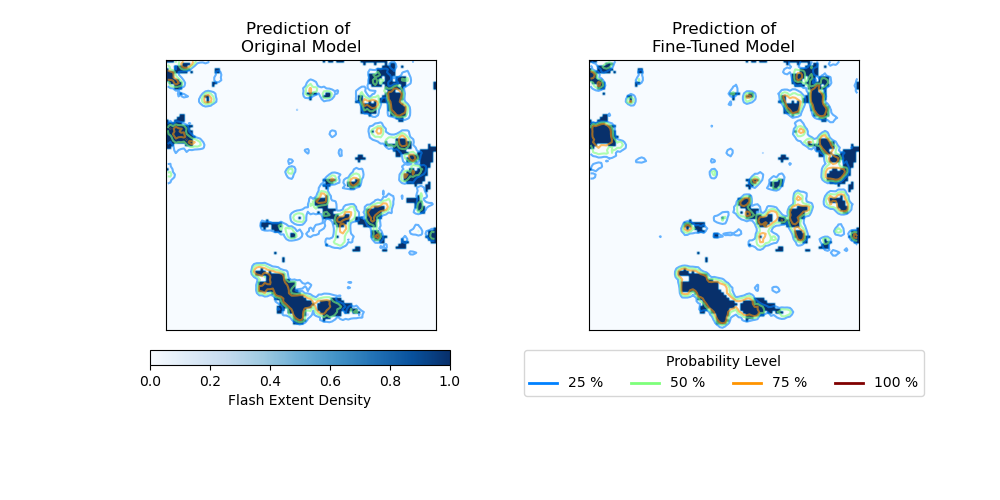 Prediction of
Original Model
Prediction of
Fine-Tuned Model
0.0 0.2 0.4 0.6 0.8 1.0
Flash Extent Density
Probability Level
25 % 50 % 75 % 100 %